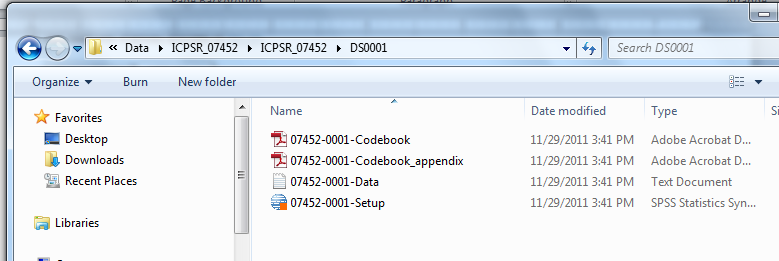 « Data ICPSR_07452 ICPSR_07452 DS0001 Search DS0001
Organize Burn New folder
Name Date modified Type
Favorites
Desktop
Downloads
Recent Places
Libraries
07452-0001-Codebook 11/29/2011 3:41 PM Adobe Acrobat D...
07452-0001-Codebook_appendix 11/29/2011 3:41 PM Adobe Acrobat D...
07452-0001-Data 11/29/2011 3:41 PM Text Document
07452-0001-Setup 11/29/2011 3:41 PM SPSS Statistics Syn...